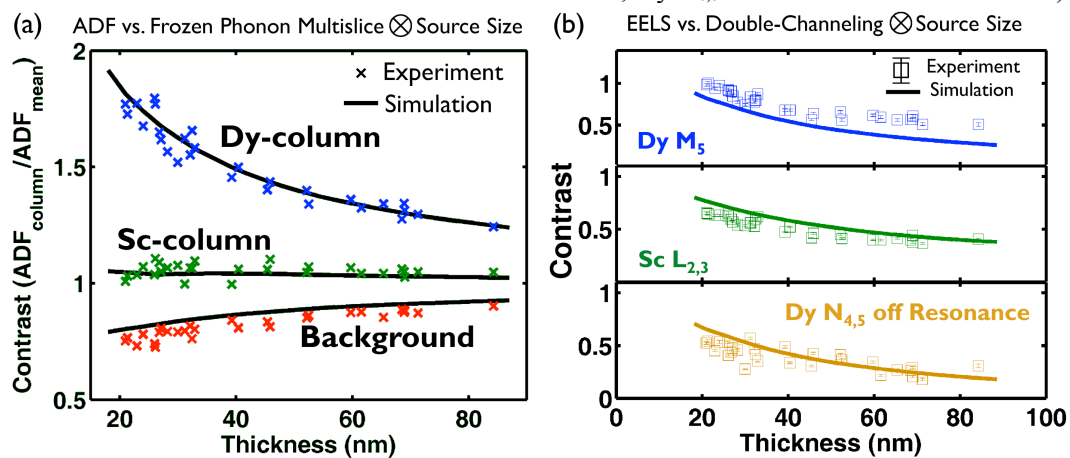 (a) ADF vs. Frozen Phonon Multislice ⊗ Source Size
Contrast (ADFcolumn/ADFmean)
2
1.5
1
0.5
× Experiment
Simulation
Dy-column
Sc-column
Background
20 40 60 80
Thickness (nm)
(b) EELS vs. Double-Channeling ⊗ Source Size
Contrast
1
0.5
Experiment
Simulation
Dy M5
1
0.5
Sc L2,3
1
0.5
0
Dy N4,5 off Resonance
0 20 40 60 80 100
Thickness (nm)